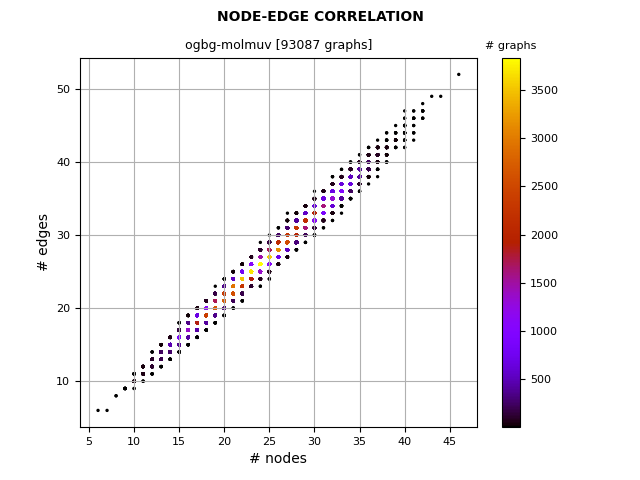 NODE-EDGE CORRELATION
ogbg-molmuv [93087 graphs]
# graphs
# edges
50
40
30
20
10
5 10 15 20 25 30 35 40 45
# nodes
3500
3000
2500
2000
1500
1000
500